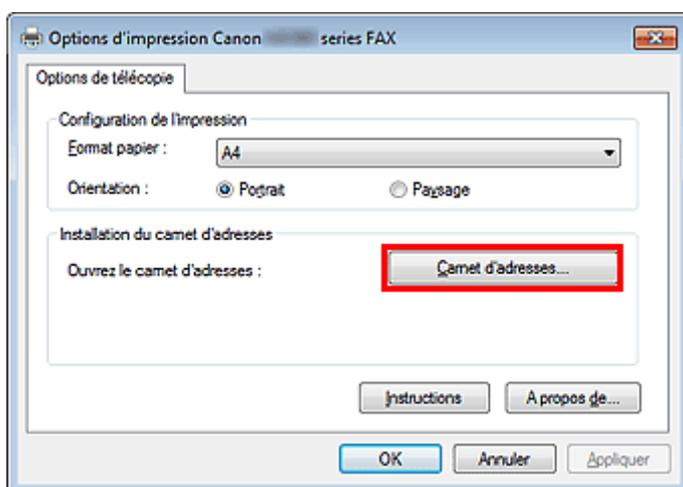 Options d'impression Canon series FAX
Options de télécopie
Configuration de l'impression
Format papier :
A4
Orientation :
Portrait
Paysage
Installation du carnet d'adresses
Ouvrez le carnet d'adresses :
Carnet d'adresses...
Instructions
A propos de...
OK
Annuler
Appliquer